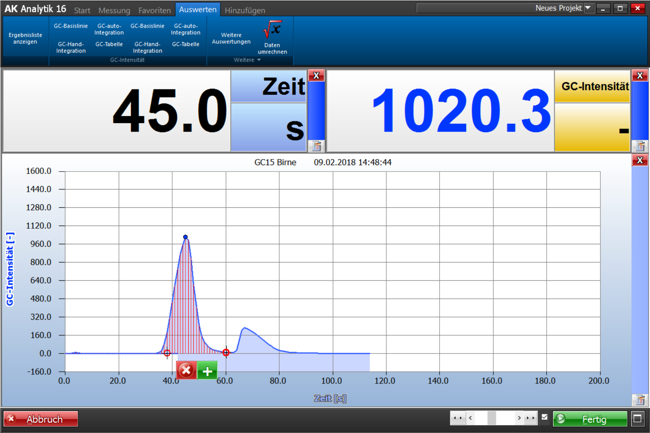 AK Analytik 16 Start Messung Favoriten Auswerten Hinzufügen Neues Projekt
Ergebnisliste anzeigen
GC-Basislinie GC-auto-Integration GC-Basislinie GC-auto-Integration
GC-Hand-Integration GC-Tabelle GC-Hand-Integration GC-Tabelle
Weitere Auswertungen
√x
Daten umrechnen
GC-Intensität Weitere
45.0 Zeit s
X
1020.3 GC-Intensität -
X
GC15 Birne 09.02.2018 14:48:44
X
GC-Intensität [-]
1600.0
1440.0
1280.0
1120.0
960.0
800.0
640.0
480.0
320.0
160.0
0.0
-160.0
0.0 20.0 40.0 60.0 80.0 100.0 120.0 140.0 160.0 180.0 200.0
Zeit [s]
Abbruch Fertig